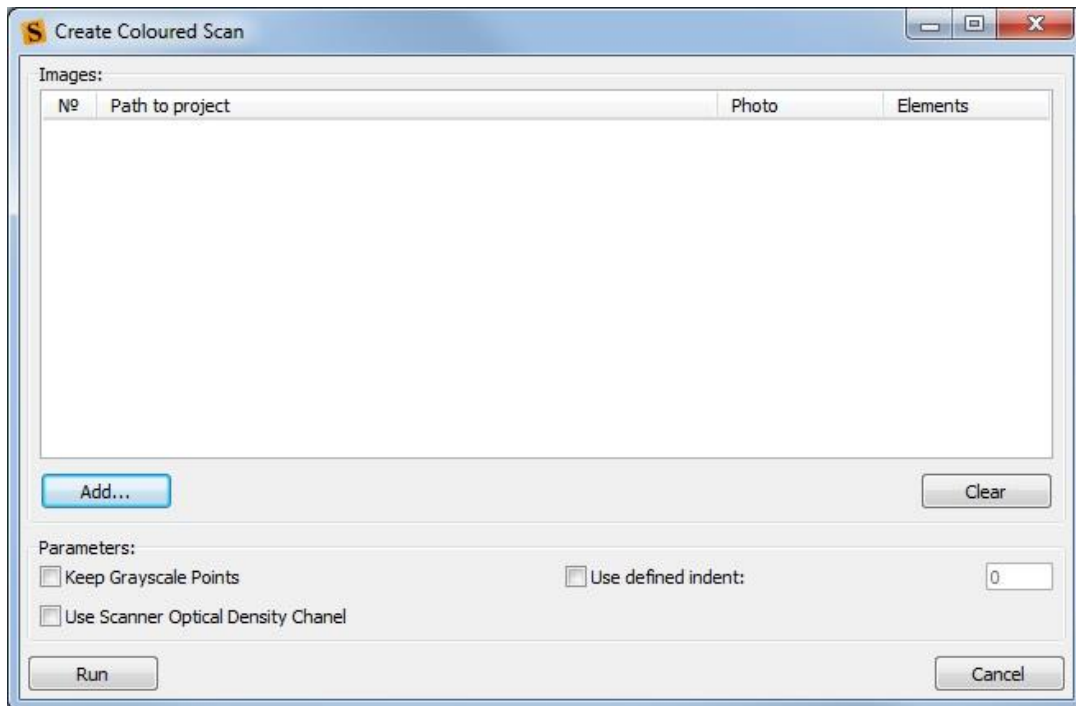 S Create Coloured Scan
Images:
Nº Path to project Photo Elements
Add... Clear
Parameters:
Keep Grayscale Points Use defined indent: 0
Use Scanner Optical Density Chanel
Run Cancel